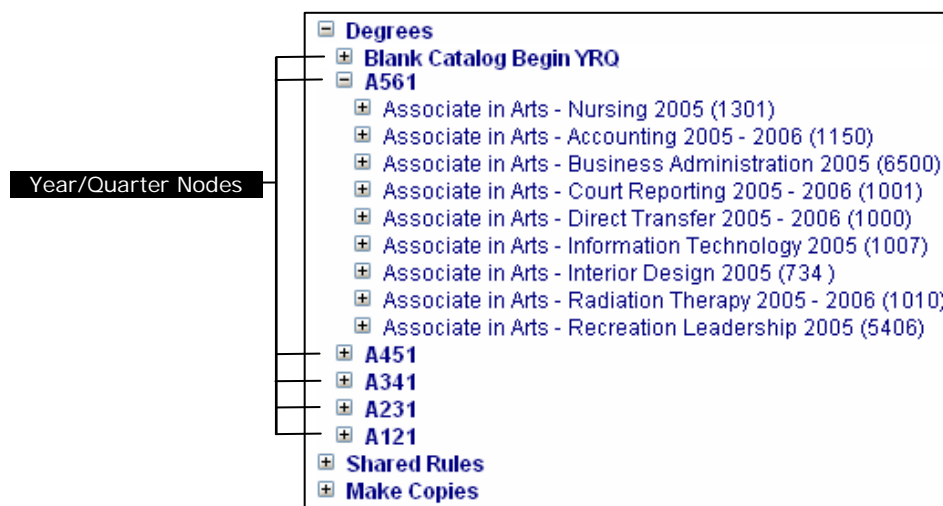 Degrees
Blank Catalog Begin YRQ
A561
Associate in Arts - Nursing 2005 (1301)
Associate in Arts - Accounting 2005 - 2006 (1150)
Associate in Arts - Business Administration 2005 (6500)
Year/Quarter Nodes
Associate in Arts - Court Reporting 2005 - 2006 (1001)
Associate in Arts - Direct Transfer 2005 - 2006 (1000)
Associate in Arts - Information Technology 2005 (1007)
Associate in Arts - Interior Design 2005 (734 )
Associate in Arts - Radiation Therapy 2005 - 2006 (1010)
Associate in Arts - Recreation Leadership 2005 (5406)
A451
A341
A231
A121
Shared Rules
Make Copies